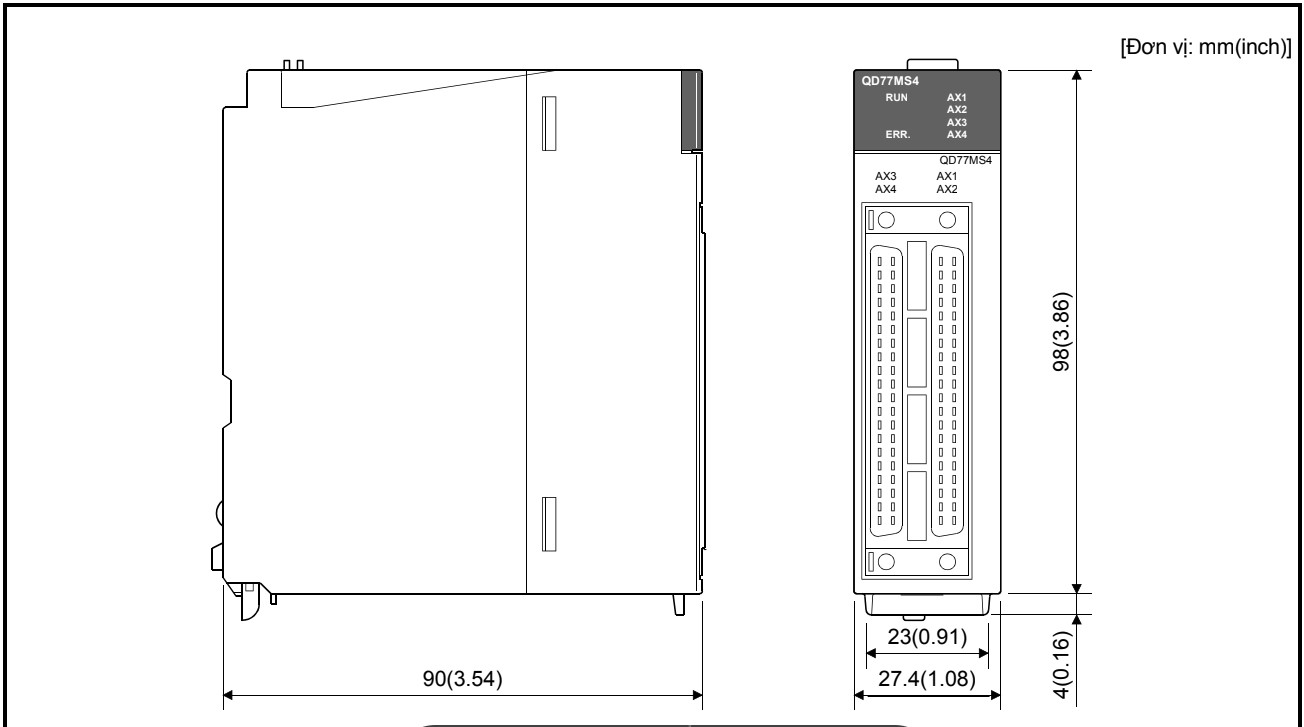 [Đơn vị: mm(inch)]
QD77MS4
RUN AX1
AX2
AX3
ERR. AX4
QD77MS4
AX3 AX1
AX4 AX2
98(3.86)
23(0.91)
4(0.16)
90(3.54)
27.4(1.08)